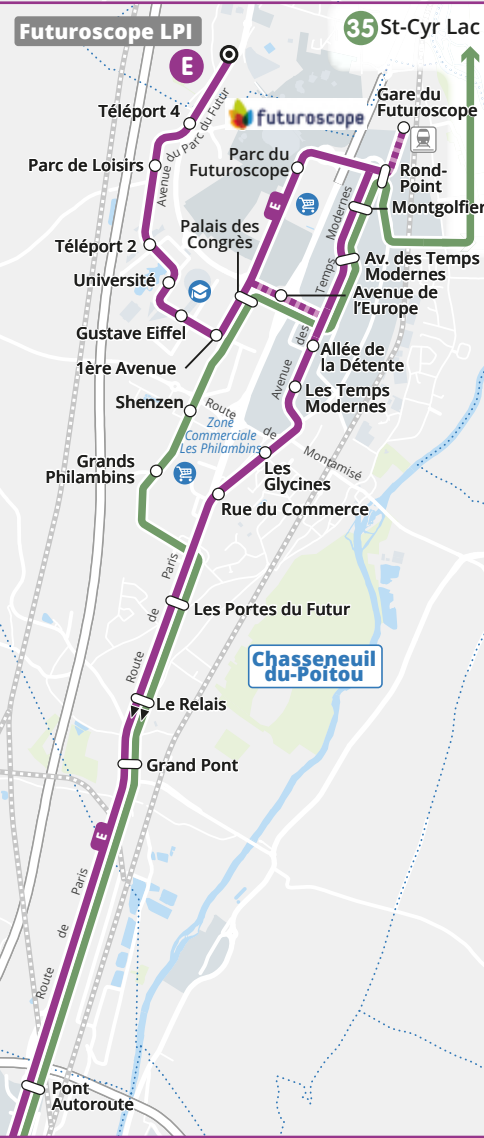 Futuroscope LPI
35 St-Cyr Lac
E
Gare du
Futuroscope
Téléport 4
Avenue du Parc du Futur
futuroscope
Parc de Loisirs
Parc du
Futuroscope
Rond-
Point
E
Montgolfier
Palais des
Congrès
Avenue des Temps Modernes
Téléport 2
Av. des Temps
Modernes
Université
Avenue de
l'Europe
Gustave Eiffel
1ère Avenue
Allée de
la Détente
Shenzen
Les Temps
Modernes
Route de Montamisé
Zone
Commerciale
Les Philambins
Grands
Philambins
Les
Glycines
Rue du Commerce
Route de Paris
Les Portes du Futur
Chasseneuil
du-Poitou
Le Relais
Grand Pont
E
Route de Paris
Pont
Autoroute